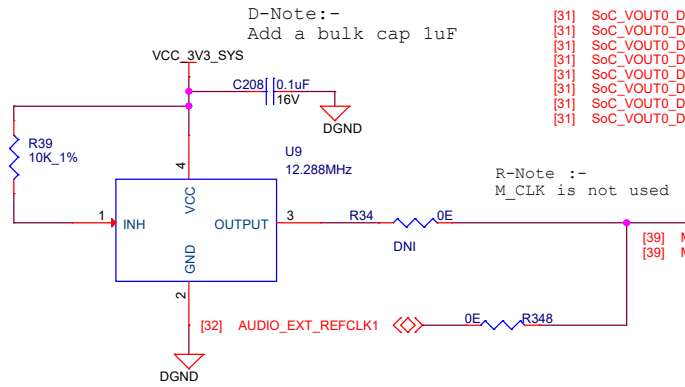 D-Note:-
Add a bulk cap 1uF
[31] SoC_VOUT0_D
[31] SoC_VOUT0_D
[31] SoC_VOUT0_D
[31] SoC_VOUT0_D
[31] SoC_VOUT0_D
[31] SoC_VOUT0_D
[31] SoC_VOUT0_D
[31] SoC_VOUT0_D
VCC_3V3_SYS
C208 0.1uF
16V
DGND
R39
10K_1%
U9
12.288MHz
4
VCC
R-Note :-
M_CLK is not used
1
INH
OUTPUT
3
R34
0E
DNI
GND
2
[39] M
[39] M
[32] AUDIO_EXT_REFCLK1
0E
R348
DGND